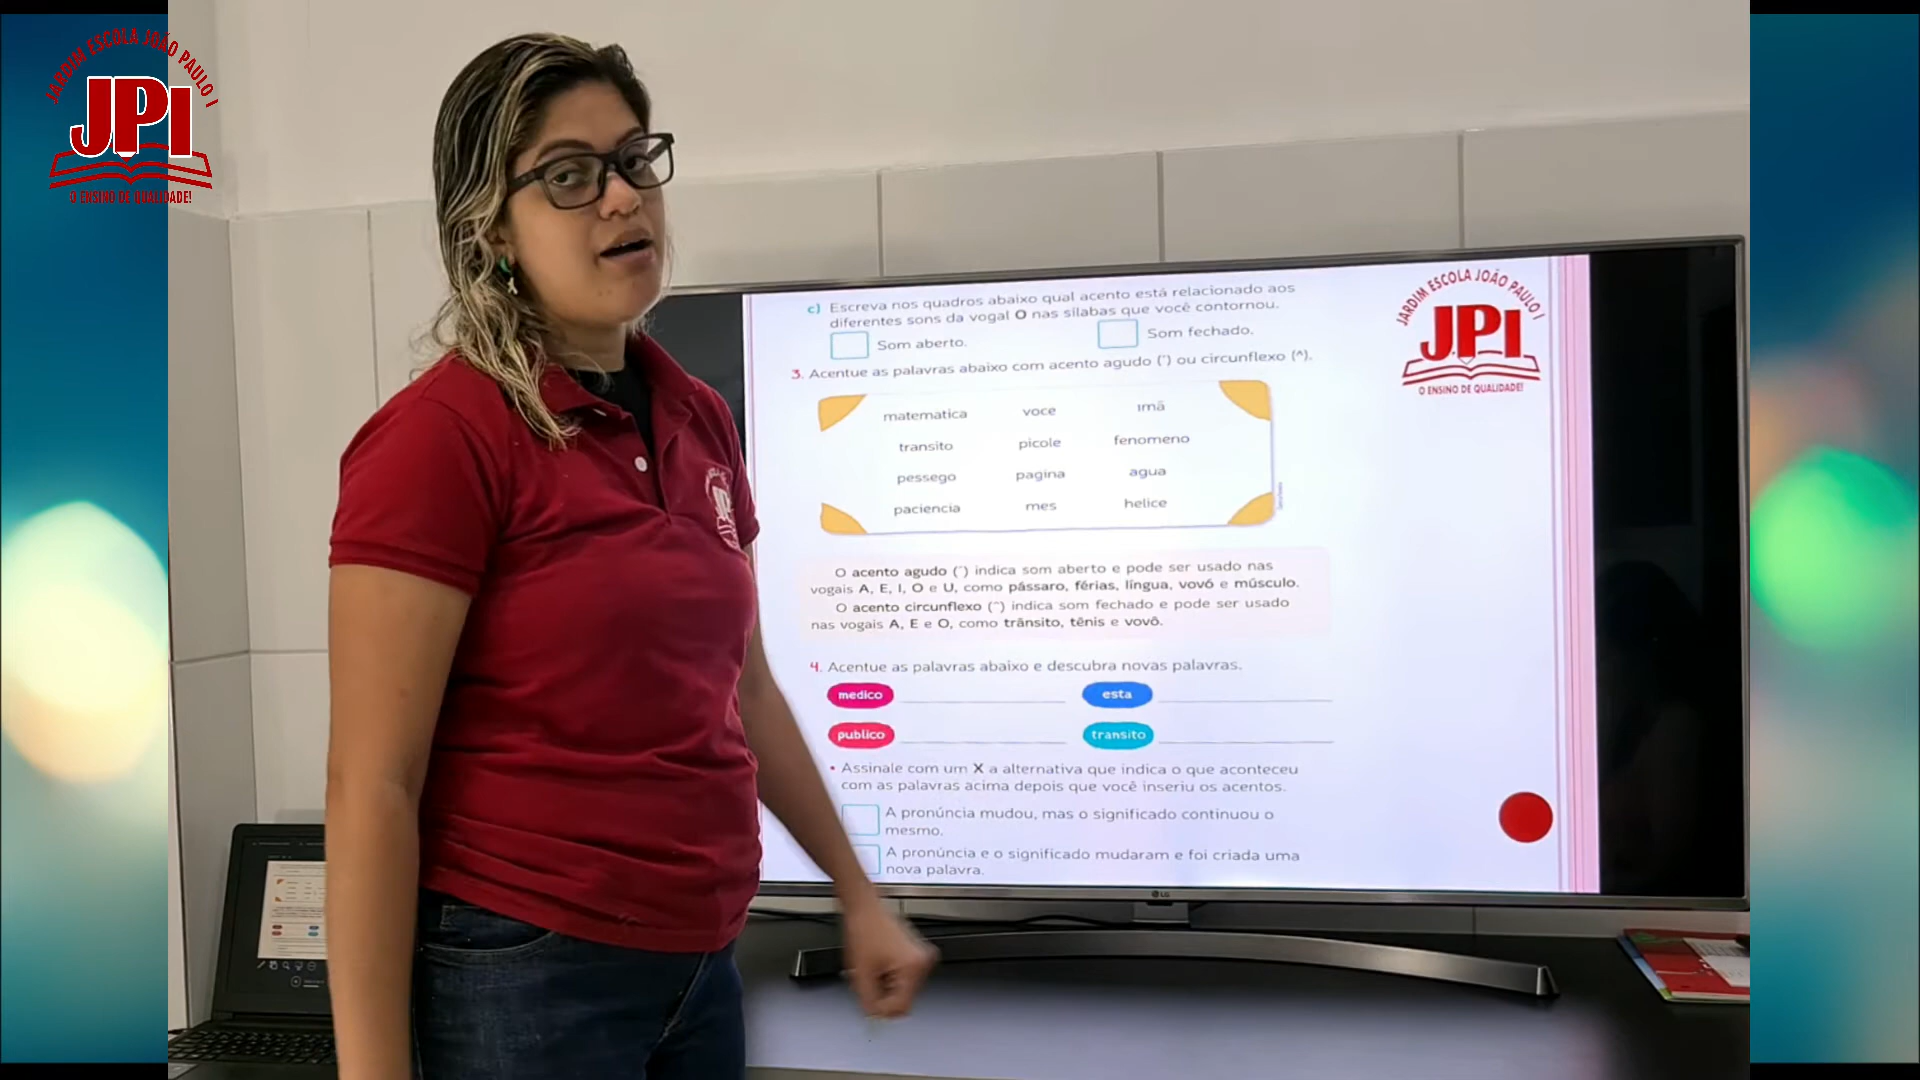 JARDIM ESCOLA JOÃO PAULO I
JPI
O ENSINO DE QUALIDADE!
c) Escreva nos quadros abaixo qual acento está relacionado aos
diferentes sons da vogal O nas sílabas que você contornou.
Som aberto.
Som fechado.
3. Acentue as palavras abaixo com acento agudo (´) ou circunflexo (^).
matematica voce imã
transito picole fenomeno
pessego pagina agua
paciencia mes helice
O acento agudo (´) indica som aberto e pode ser usado nas
vogais A, E, I, O e U, como pássaro, férias, língua, vovó e músculo.
O acento circunflexo (^) indica som fechado e pode ser usado
nas vogais A, E e O, como trânsito, tênis e vovô.
4. Acentue as palavras abaixo e descubra novas palavras.
medico esta
publico transito
• Assinale com um X a alternativa que indica o que aconteceu
com as palavras acima depois que você inseriu os acentos.
A pronúncia mudou, mas o significado continuou o
mesmo.
A pronúncia e o significado mudaram e foi criada uma
nova palavra.
JARDIM ESCOLA JOÃO PAULO I
JPI
O ENSINO DE QUALIDADE!
LG